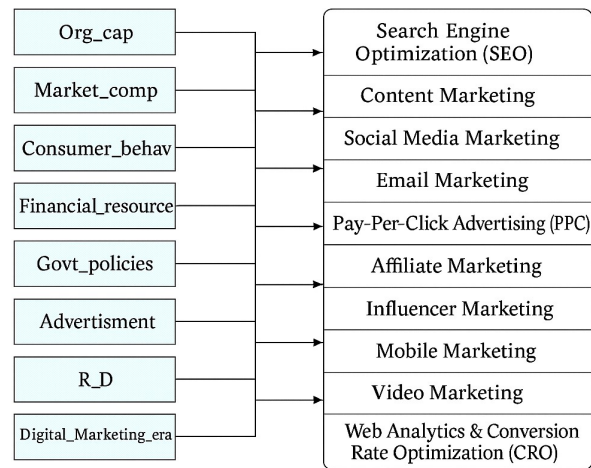 Org_cap
Market_comp
Consumer_behav
Financial_resource
Govt_policies
Advertisment
R_D
Digital_Marketing_era
Search Engine
Optimization (SEO)
Content Marketing
Social Media Marketing
Email Marketing
Pay-Per-Click Advertising (PPC)
Affiliate Marketing
Influencer Marketing
Mobile Marketing
Video Marketing
Web Analytics & Conversion
Rate Optimization (CRO)